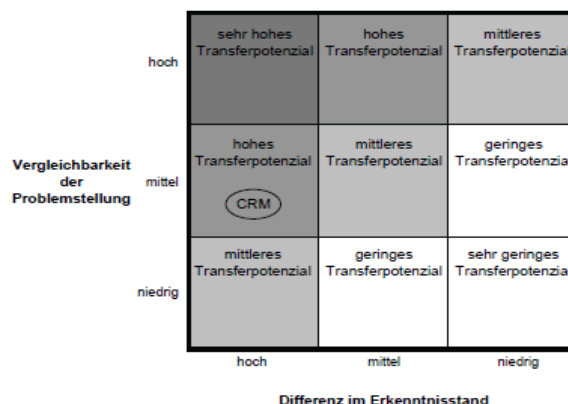 sehr hohes
Transferpotenzial
hohes
Transferpotenzial
mittleres
Transferpotenzial
hoch
hohes
Transferpotenzial
mittleres
Transferpotenzial
geringes
Transferpotenzial
Vergleichbarkeit
der
Problemstellung
mittel
CRM
mittleres
Transferpotenzial
geringes
Transferpotenzial
sehr geringes
Transferpotenzial
niedrig
hoch
mittel
niedrig
Differenz im Erkenntnisstand